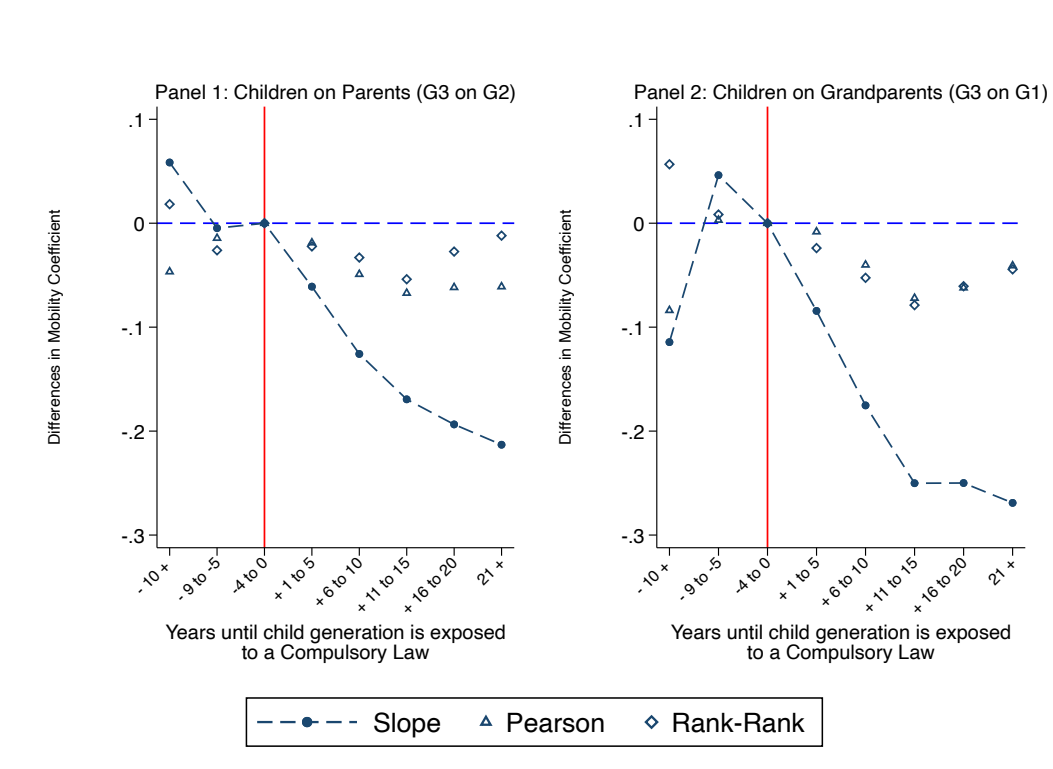 Panel 1: Children on Parents (G3 on G2)
Differences in Mobility Coefficient
.1
0
-.1
-.2
-.3
- 10 +
- 9 to -5
-4 to 0
+ 1 to 5
+ 6 to 10
+ 11 to 15
+ 16 to 20
21 +
Years until child generation is exposed
to a Compulsory Law
Panel 2: Children on Grandparents (G3 on G1)
Differences in Mobility Coefficient
.1
0
-.1
-.2
-.3
- 10 +
- 9 to -5
-4 to 0
+ 1 to 5
+ 6 to 10
+ 11 to 15
+ 16 to 20
21 +
Years until child generation is exposed
to a Compulsory Law
Slope Pearson Rank-Rank